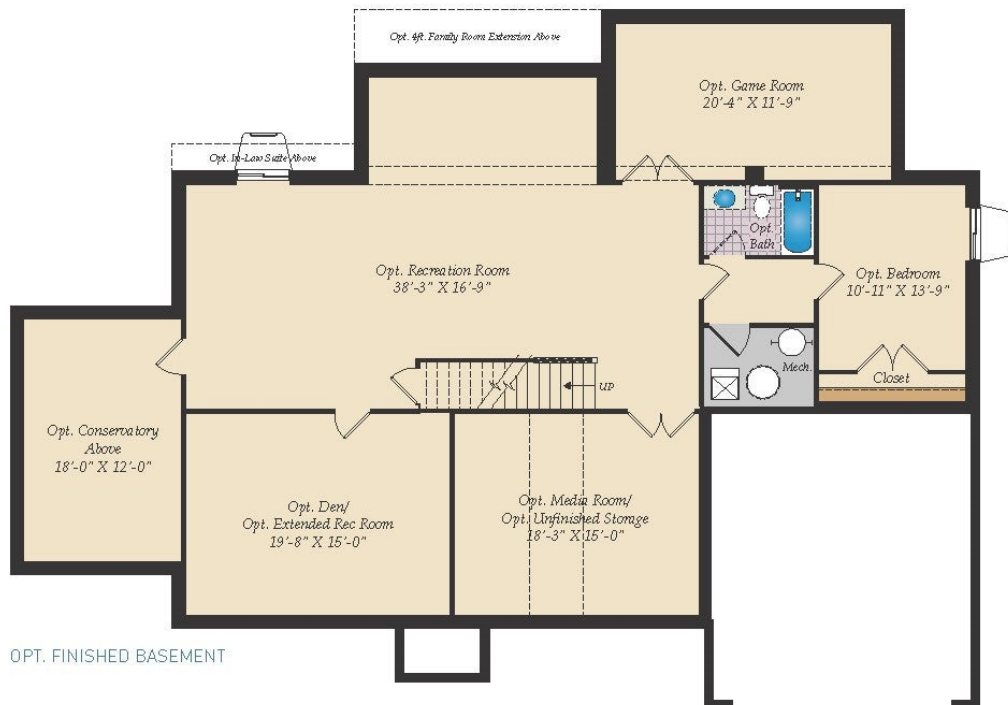 Opt. 4ft. Family Room Extension Above
Opt. Game Room
20'-4" X 11'-9"
Opt. In-Law Suite Above
Opt.
Bath
Opt. Recreation Room
38'-3" X 16'-9"
Opt. Bedroom
10'-11" X 13'-9"
Mech.
Closet
UP
Opt. Conservatory
Above
18'-0" X 12'-0"
Opt. Den/
Opt. Extended Rec Room
19'-8" X 15'-0"
Opt. Media Room/
Opt. Unfinished Storage
18'-3" X 15'-0"
OPT. FINISHED BASEMENT